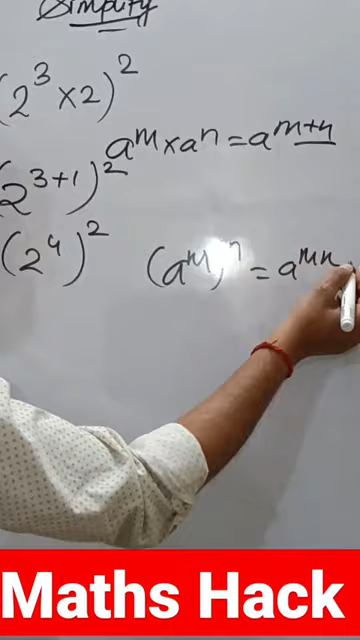 Simplify
(2³ × 2)²
aᵐ × aⁿ = aᵐ⁺ⁿ
(2³⁺¹)²
(2⁴)²
(aᵐ)ⁿ = aᵐⁿ
Maths Hack